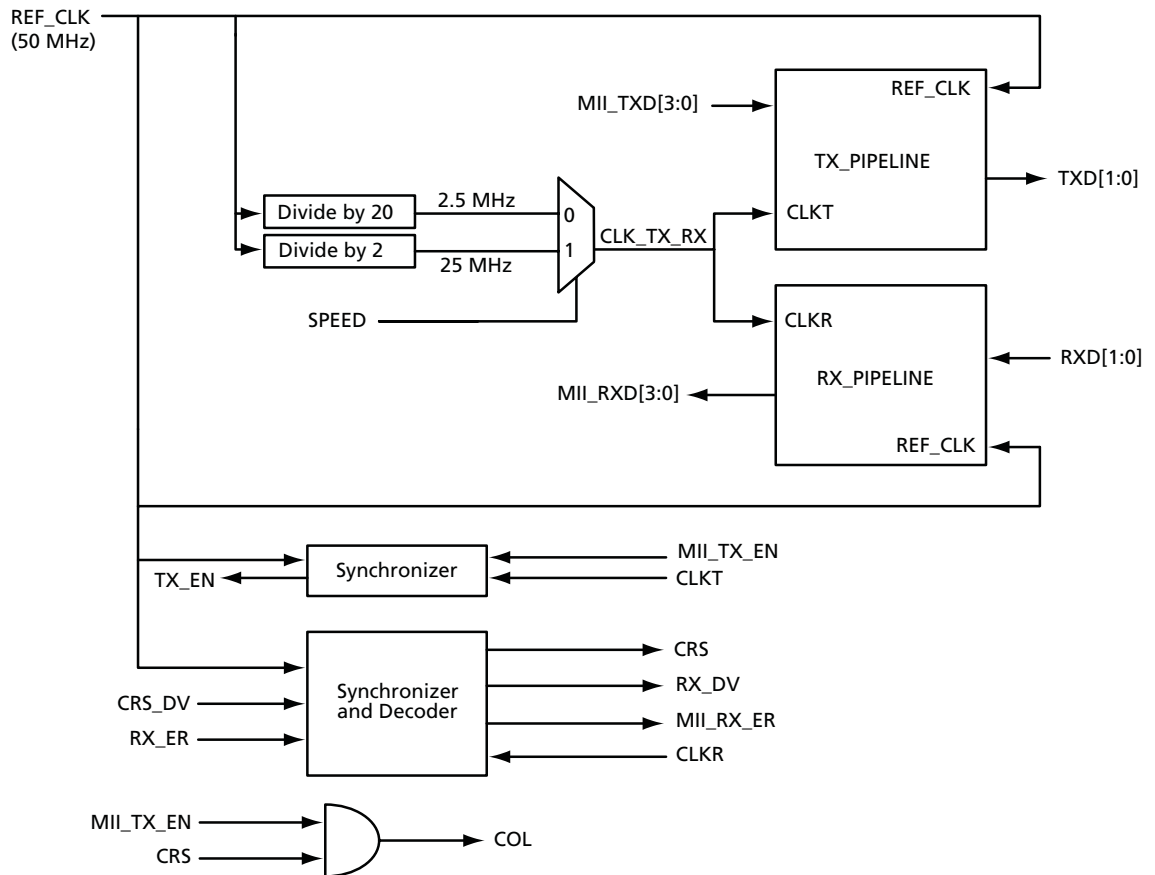 REF_CLK
(50 MHz)
REF_CLK
MII_TXD[3:0]
TX_PIPELINE
TXD[1:0]
Divide by 20
2.5 MHz
0
CLKT
CLK_TX_RX
Divide by 2
25 MHz
1
SPEED
CLKR
RXD[1:0]
RX_PIPELINE
MII_RXD[3:0]
REF_CLK
MII_TX_EN
Synchronizer
TX_EN
CLKT
CRS
Synchronizer
and Decoder
RX_DV
CRS_DV
MII_RX_ER
RX_ER
CLKR
MII_TX_EN
COL
CRS